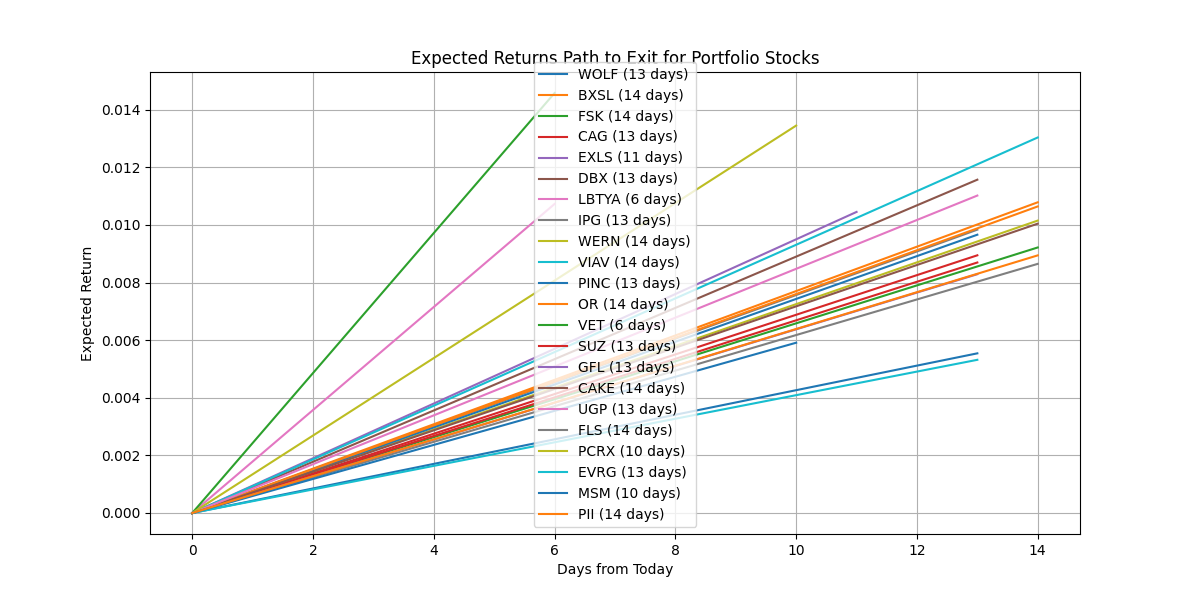 Expected Returns Path to Exit for Portfolio Stocks
Expected Return
0.014
0.012
0.010
0.008
0.006
0.004
0.002
0.000
WOLF (13 days)
BXSL (14 days)
FSK (14 days)
CAG (13 days)
EXLS (11 days)
DBX (13 days)
LBTYA (6 days)
IPG (13 days)
WERN (14 days)
VIAV (14 days)
PINC (13 days)
OR (14 days)
VET (6 days)
SUZ (13 days)
GFL (13 days)
CAKE (14 days)
UGP (13 days)
FLS (14 days)
PCRX (10 days)
EVRG (13 days)
MSM (10 days)
PII (14 days)
0 2 4 6 8 10 12 14
Days from Today